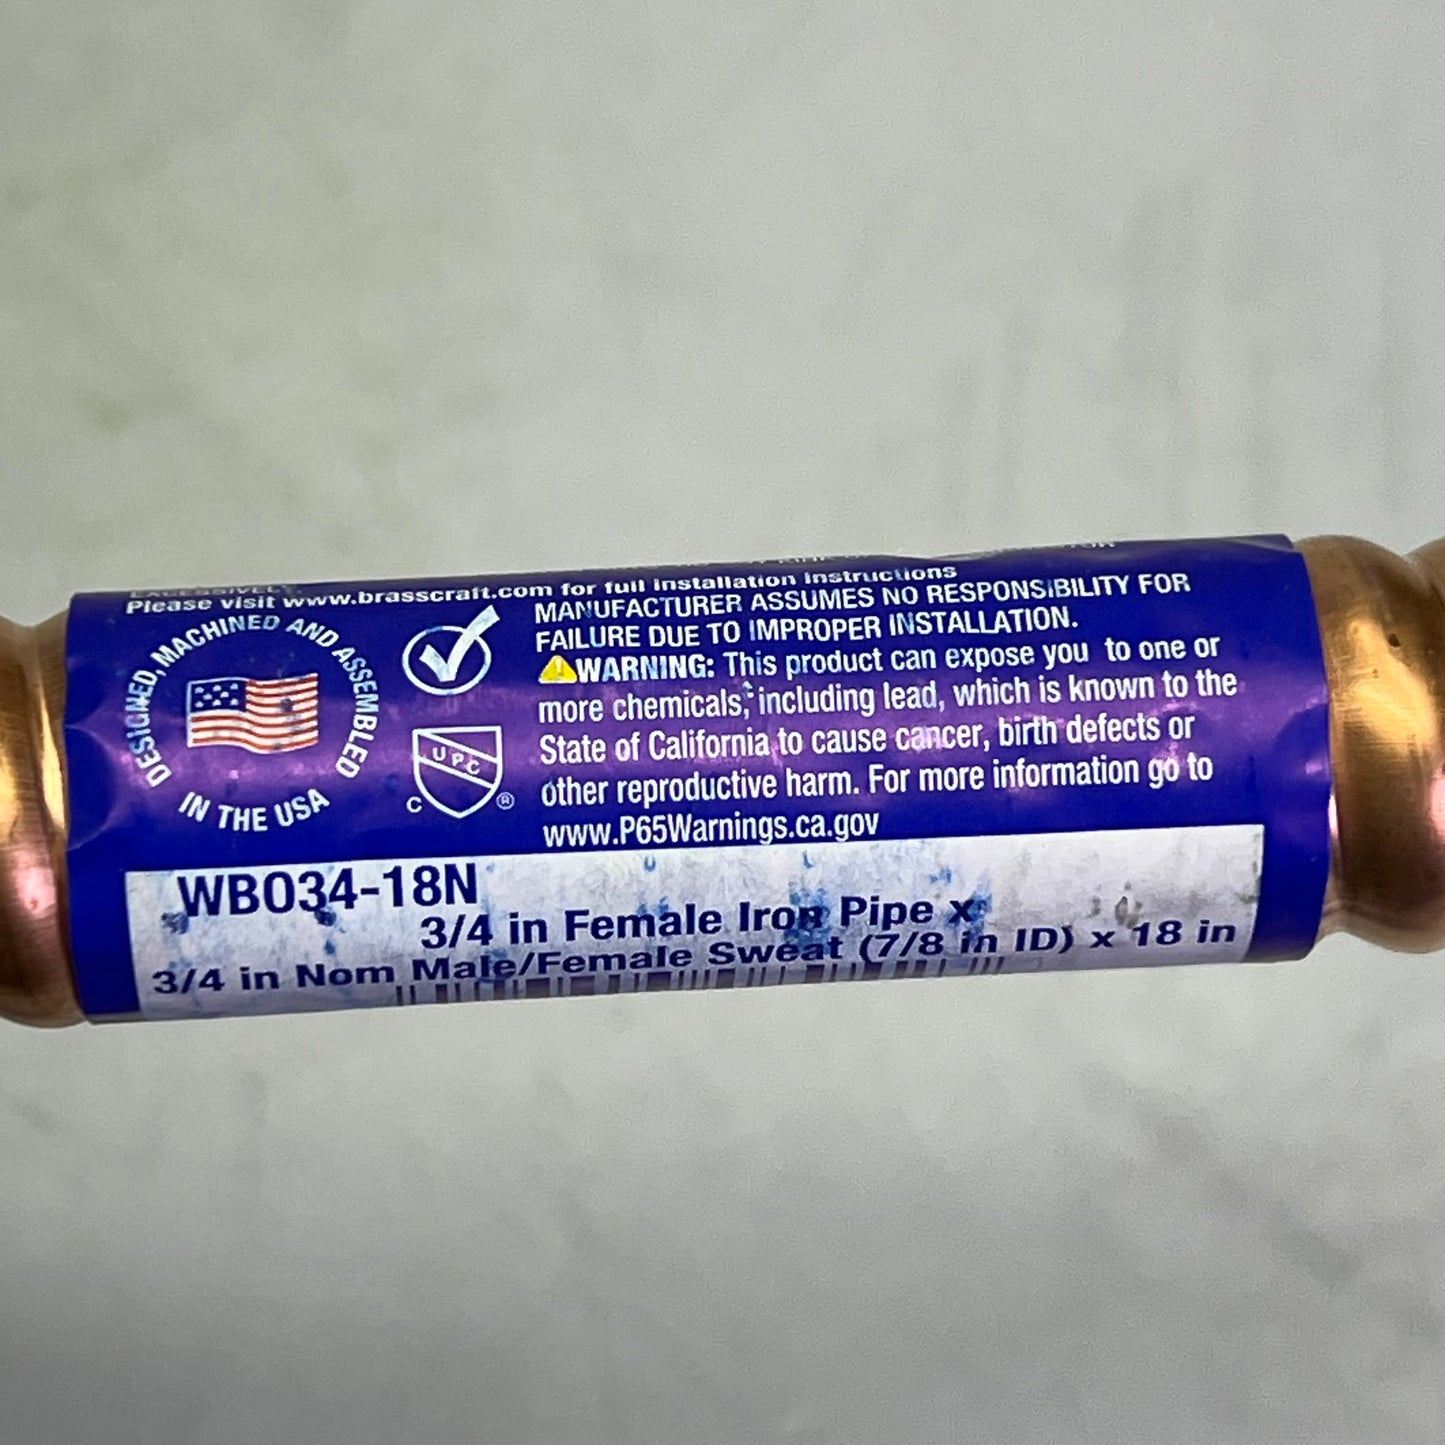 EXCESSIVELY.
Please visit www.brasscraft.com for full installation instructions
DESIGNED, MACHINED AND ASSEMBLED
IN THE USA
UPC
C ®
MANUFACTURER ASSUMES NO RESPONSIBILITY FOR
FAILURE DUE TO IMPROPER INSTALLATION.
WARNING: This product can expose you to one or
more chemicals, including lead, which is known to the
State of California to cause cancer, birth defects or
other reproductive harm. For more information go to
www.P65Warnings.ca.gov
WB034-18N
3/4 in Female Iron Pipe x
3/4 in Nom Male/Female Sweat (7/8 in ID) x 18 in